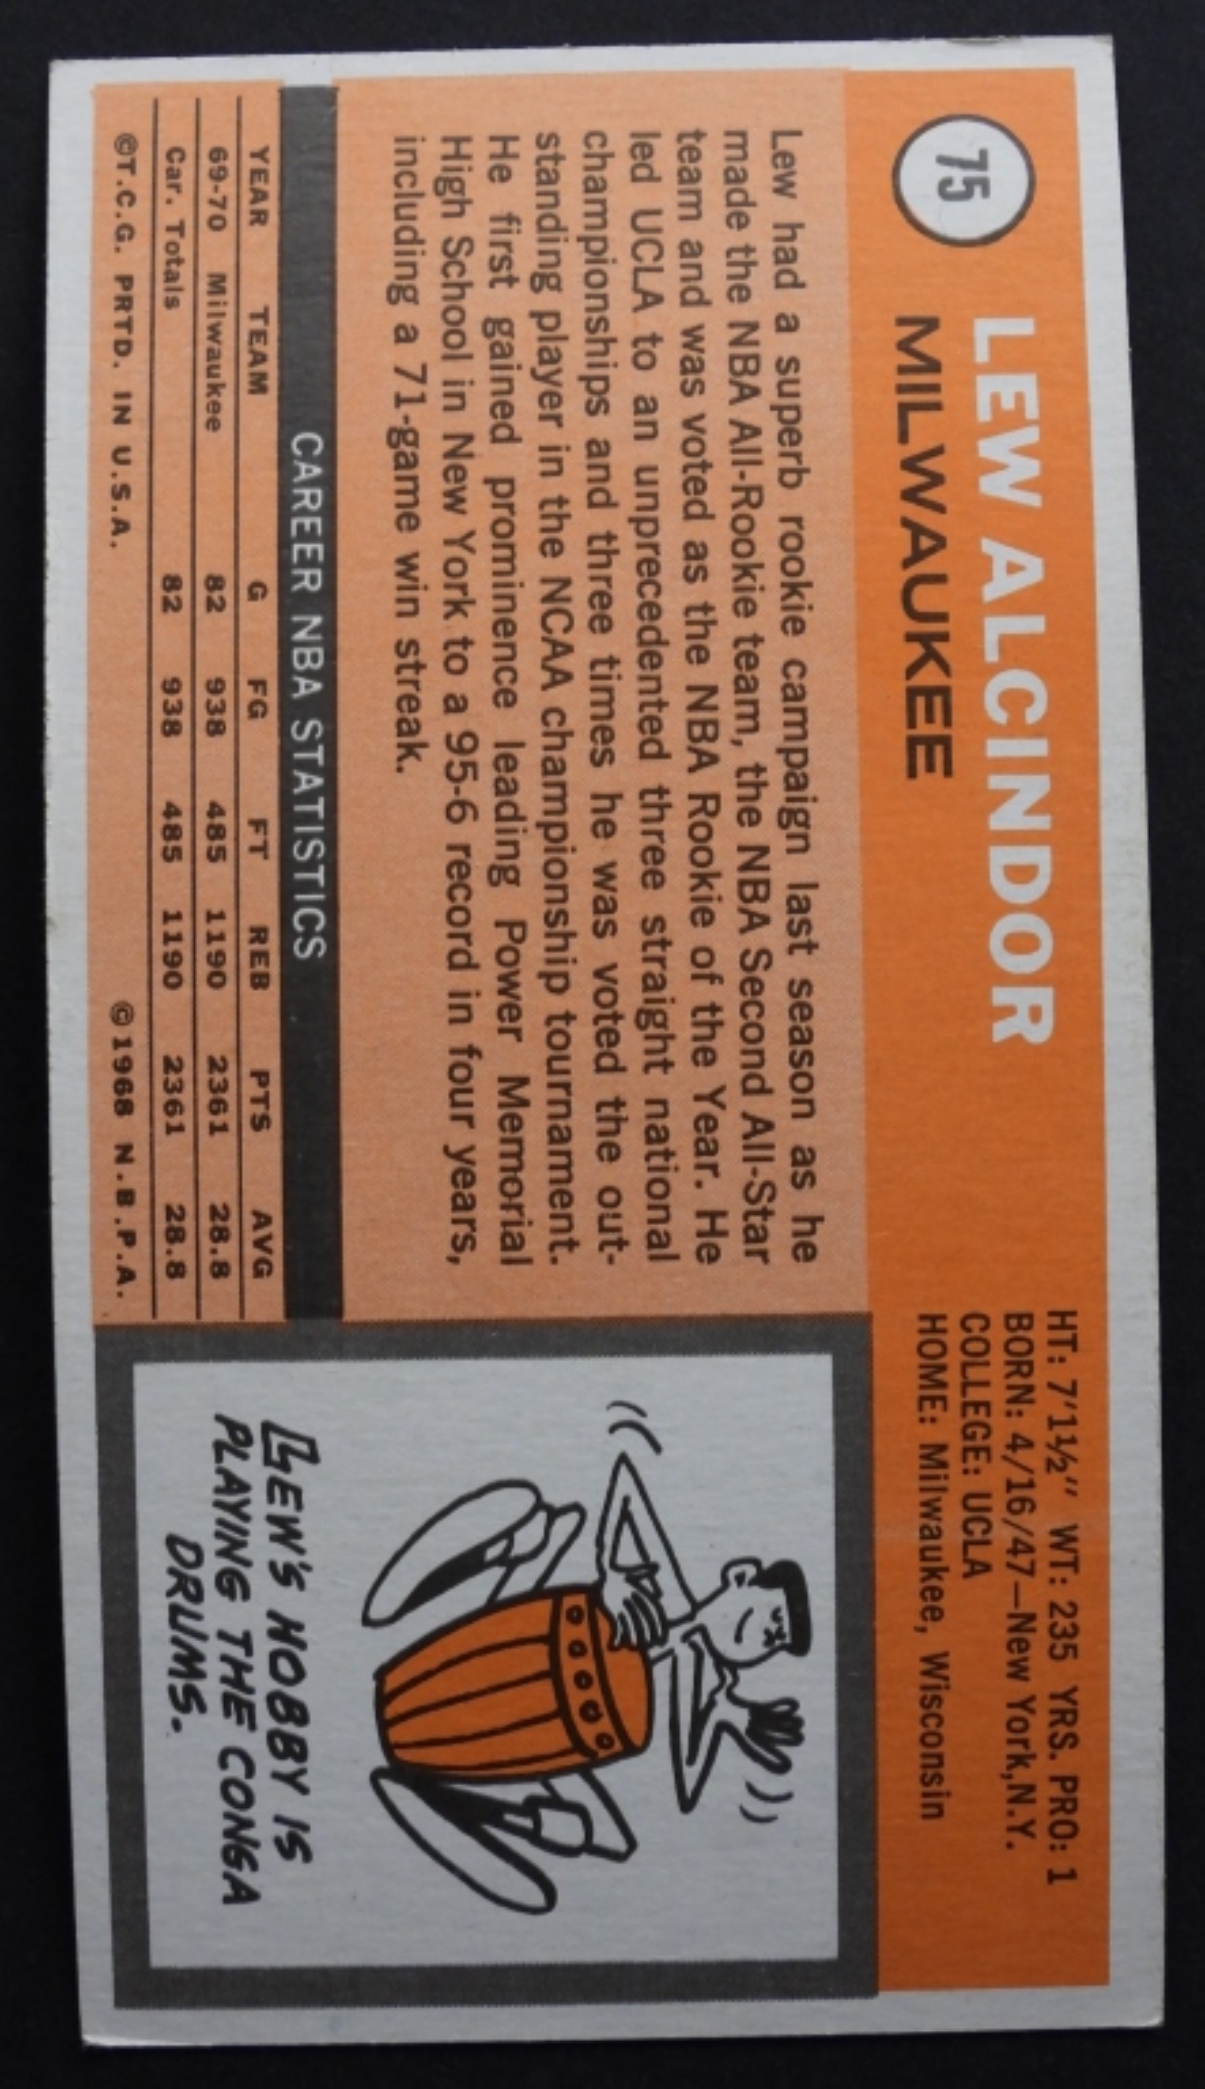 75
LEW ALCINDOR
MILWAUKEE
HT: 7'1½" WT: 235 YRS. PRO: 1
BORN: 4/16/47—New York, N.Y.
COLLEGE: UCLA
HOME: Milwaukee, Wisconsin
Lew had a superb rookie campaign last season as he
made the NBA All-Rookie team, the NBA Second All-Star
team and was voted as the NBA Rookie of the Year. He
led UCLA to an unprecedented three straight national
championships and three times he was voted the out-
standing player in the NCAA championship tournament.
He first gained prominence leading Power Memorial
High School in New York to a 95-6 record in four years,
including a 71-game win streak.
CAREER NBA STATISTICS
YEAR TEAM G FG FT REB PTS AVG
69-70 Milwaukee 82 938 485 1190 2361 28.8
Car. Totals 82 938 485 1190 2361 28.8
©T.C.G. PRTD. IN U.S.A. ©1968 N.B.P.A.
LEW'S HOBBY IS
PLAYING THE CONGA
DRUMS.